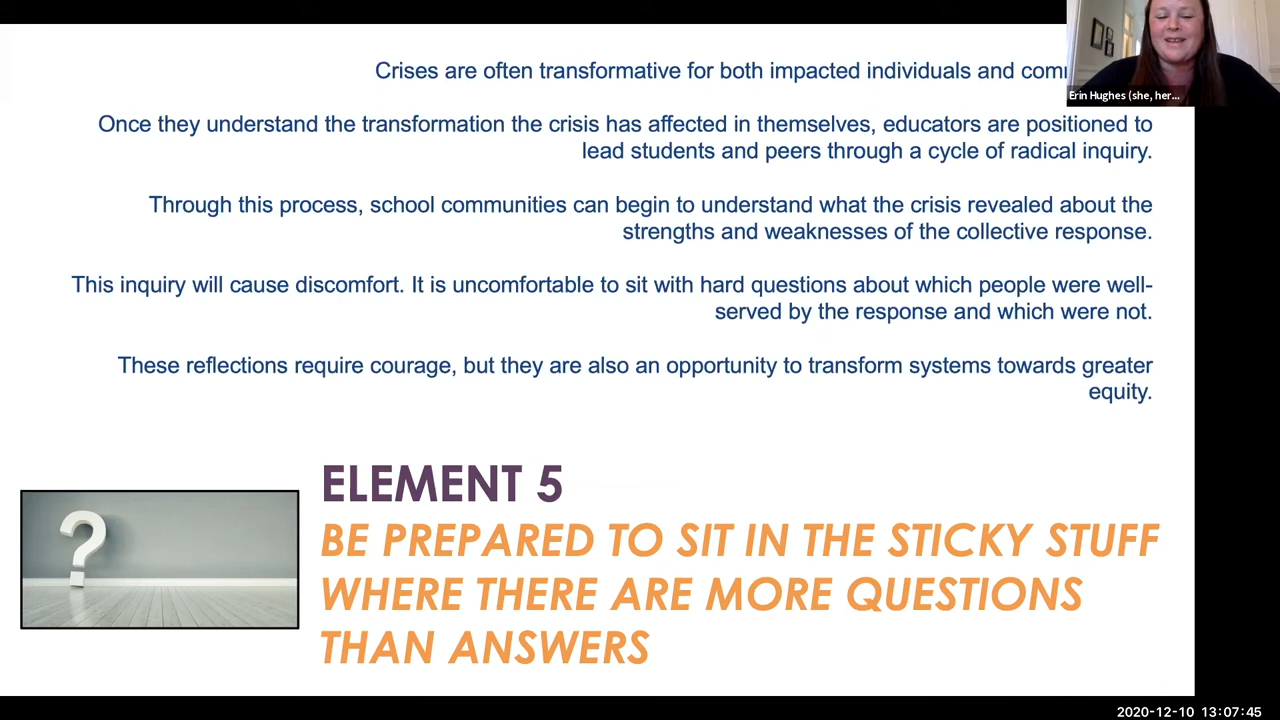 Crises are often transformative for both impacted individuals and
Erin Hughes (she, her...
Once they understand the transformation the crisis has affected in themselves, educators are positioned to
lead students and peers through a cycle of radical inquiry.
Through this process, school communities can begin to understand what the crisis revealed about the
strengths and weaknesses of the collective response.
This inquiry will cause discomfort. It is uncomfortable to sit with hard questions about which people were well-
served by the response and which were not.
These reflections require courage, but they are also an opportunity to transform systems towards greater
equity.
ELEMENT 5
BE PREPARED TO SIT IN THE STICKY STUFF
WHERE THERE ARE MORE QUESTIONS
THAN ANSWERS
?
2020-12-10 13:07:45